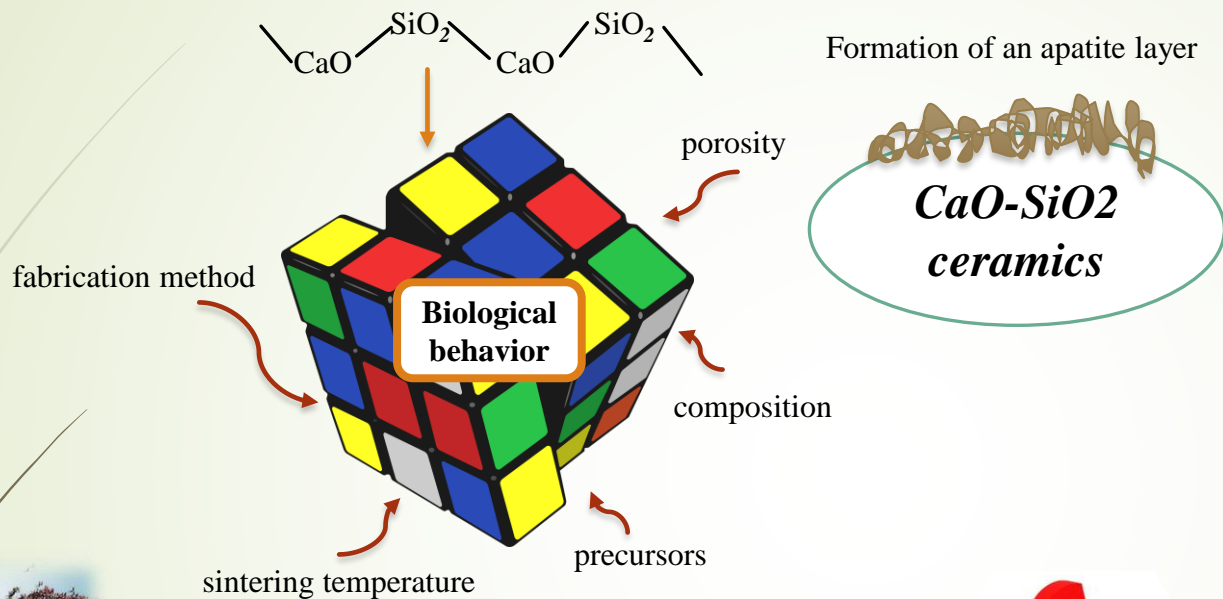 SiO₂ SiO₂
CaO CaO
Formation of an apatite layer
porosity
CaO-SiO2
ceramics
fabrication method
Biological
behavior
composition
precursors
sintering temperature